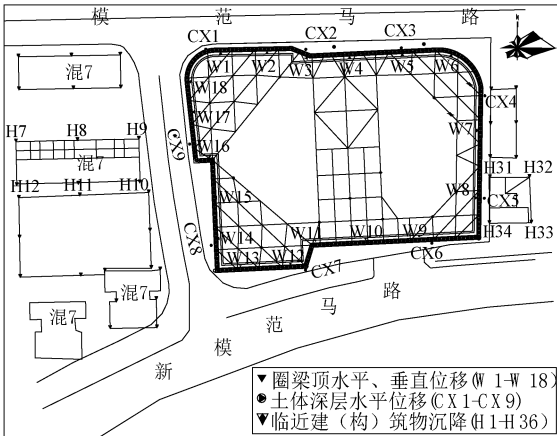 模范马路
CX1
CX2
CX3
W1
W2
W3
W4
W5
W6
混7
W18
CX4
H7
H8
H9
W17
W7
混7
CX9
W16
H31
H32
H12
H11
H10
W15
W8
CX5
CX8
W14
W11
W10
W9
H34
H33
W13
W12
CX6
CX7
混7
混7
新模范马路
▼圈梁顶水平、垂直位移(W1-W18)
土体深层水平位移(CX1-CX9)
▼临近建（构）筑物沉降(H1-H36)